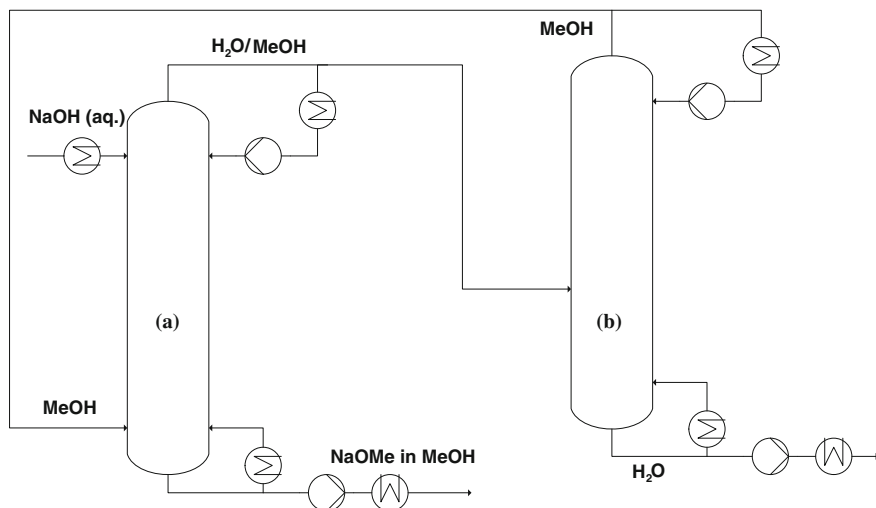 H₂O/MeOH
MeOH
NaOH (aq.)
(a)
(b)
MeOH
NaOMe in MeOH
H₂O